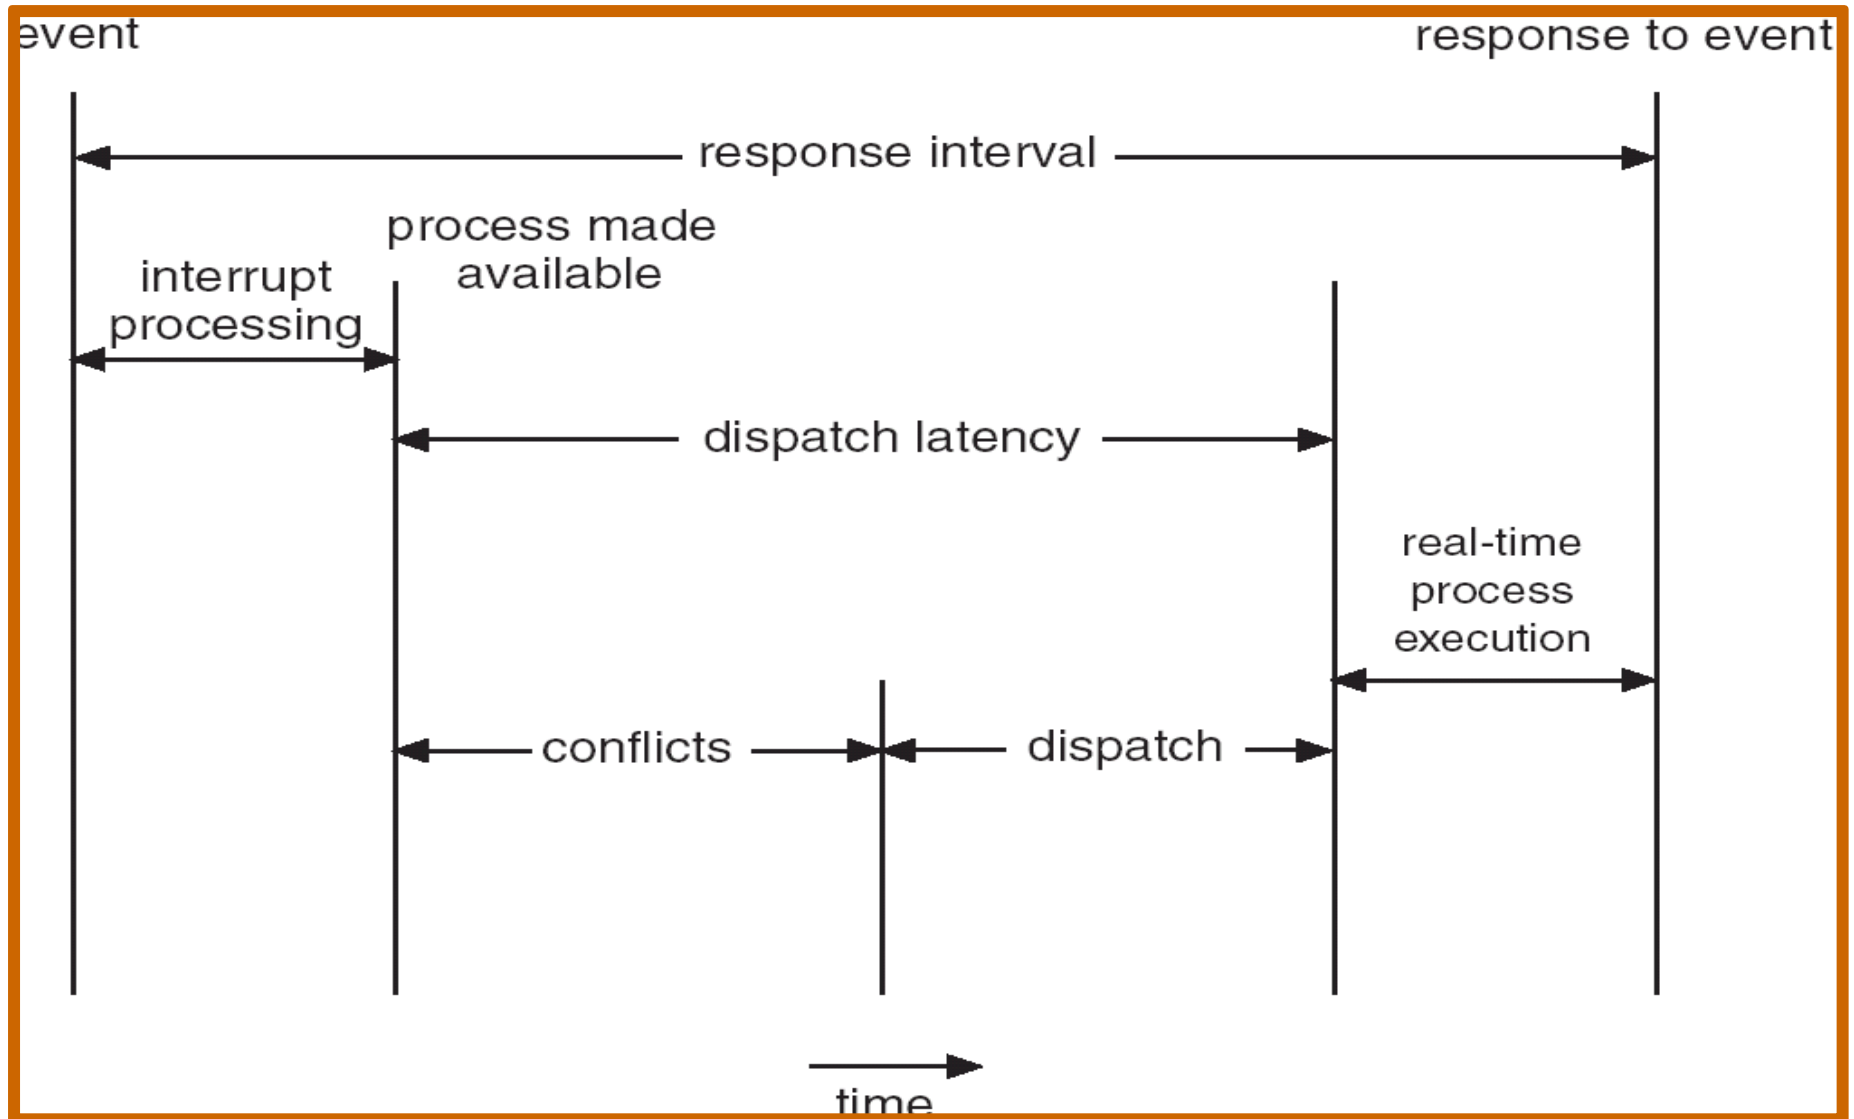 event
response to event
response interval
process made
available
interrupt
processing
dispatch latency
real-time
process
execution
conflicts
dispatch
time